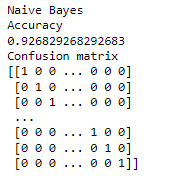 Naive Bayes
Accuracy
0.926829268292683
Confusion matrix
[[1 0 0 ... 0 0 0]
[0 1 0 ... 0 0 0]
[0 0 1 ... 0 0 0]
...
[0 0 0 ... 1 0 0]
[0 0 0 ... 0 1 0]
[0 0 0 ... 0 0 1]]